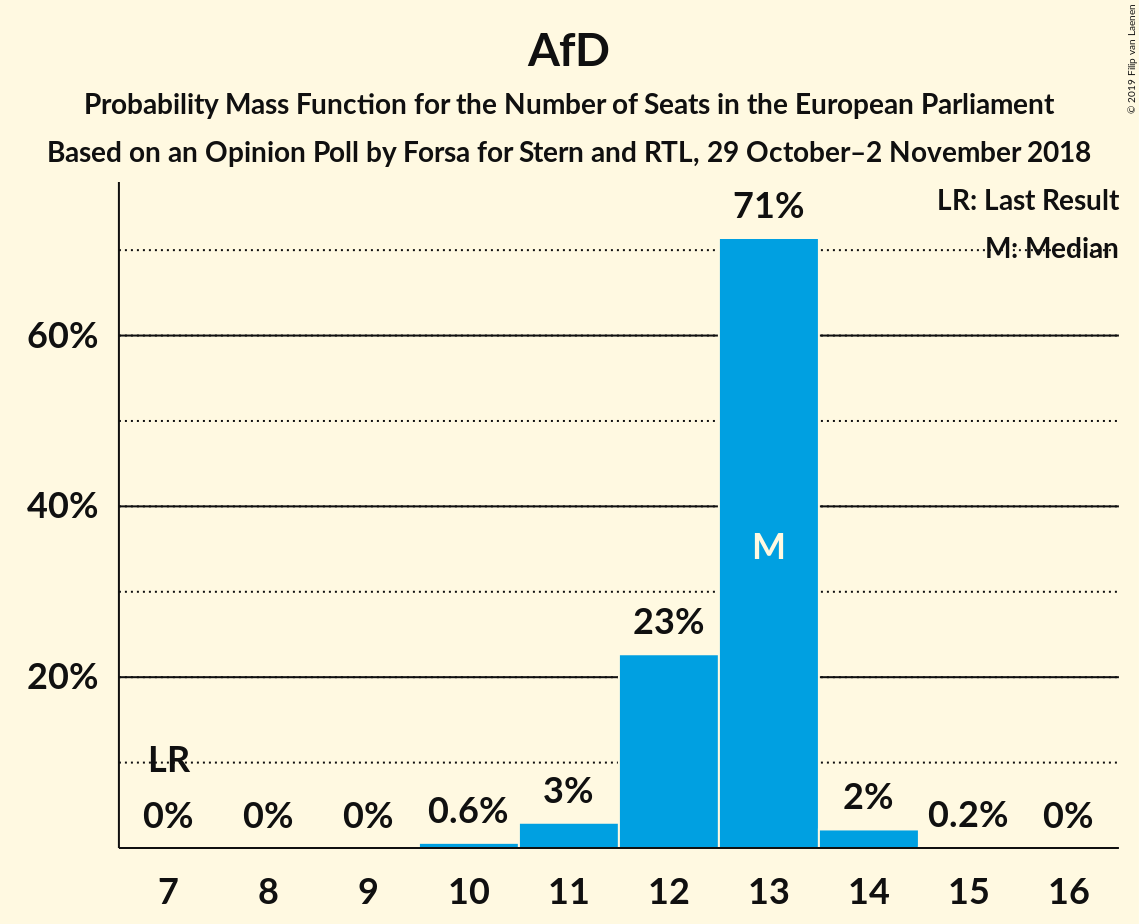 AfD
Probability Mass Function for the Number of Seats in the European Parliament
Based on an Opinion Poll by Forsa for Stern and RTL, 29 October–2 November 2018
© 2019 Filip van Laenen
LR: Last Result
M: Median
71%
60%
40%
M
23%
20%
LR
0%
0%
0%
0.6%
3%
2%
0.2%
0%
7 8 9 10 11 12 13 14 15 16